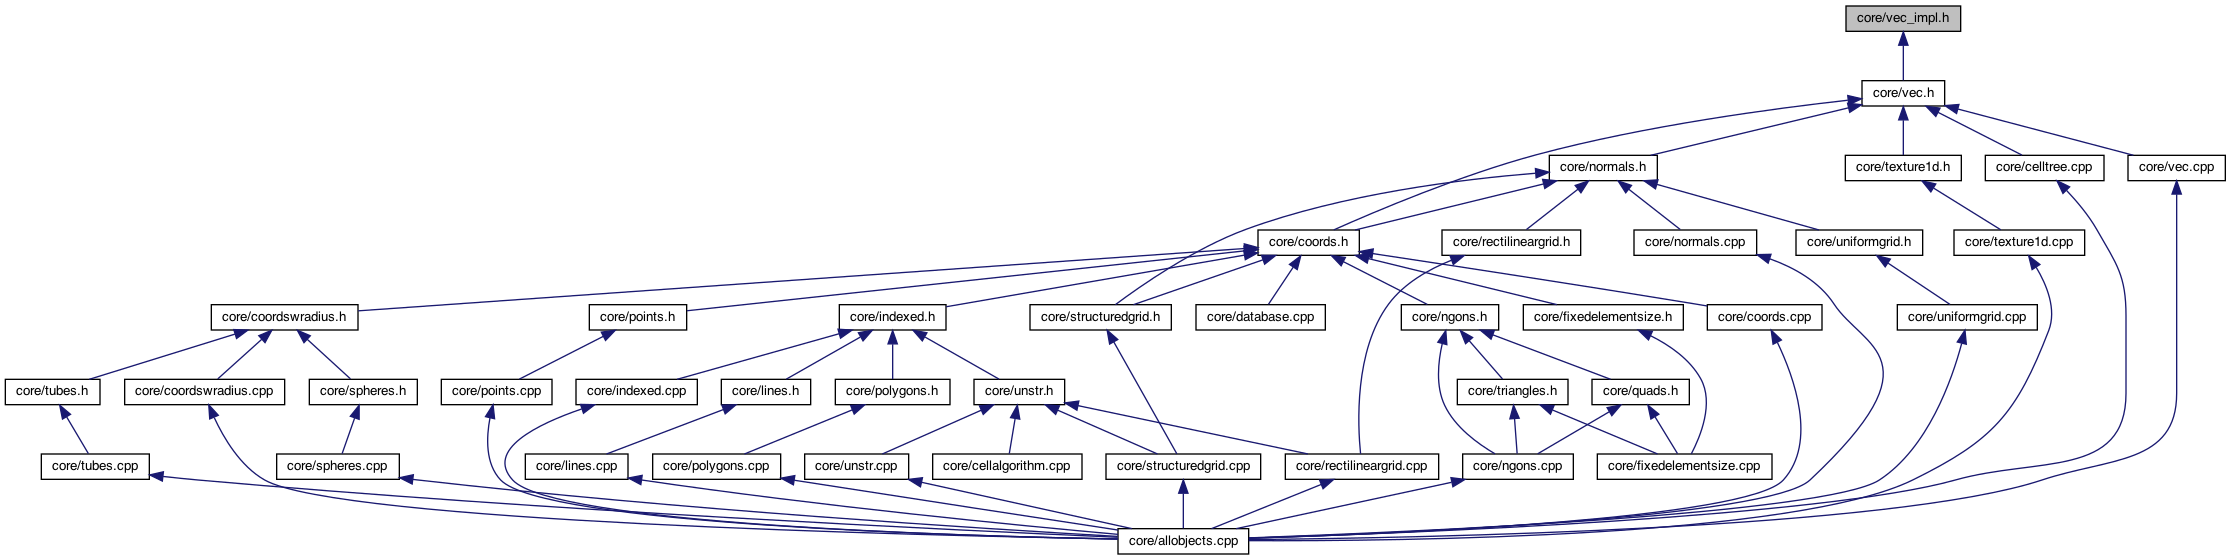 core/vec_impl.h
core/vec.h
core/normals.h
core/texture1d.h
core/celltree.cpp
core/vec.cpp
core/coords.h
core/rectilineargrid.h
core/normals.cpp
core/uniformgrid.h
core/texture1d.cpp
core/coordswradius.h
core/points.h
core/indexed.h
core/structuredgrid.h
core/database.cpp
core/ngons.h
core/fixedelementsize.h
core/coords.cpp
core/uniformgrid.cpp
core/tubes.h
core/coordswradius.cpp
core/spheres.h
core/points.cpp
core/indexed.cpp
core/lines.h
core/polygons.h
core/unstr.h
core/triangles.h
core/quads.h
core/tubes.cpp
core/spheres.cpp
core/lines.cpp
core/polygons.cpp
core/unstr.cpp
core/cellalgorithm.cpp
core/structuredgrid.cpp
core/rectilineargrid.cpp
core/ngons.cpp
core/fixedelementsize.cpp
core/allobjects.cpp